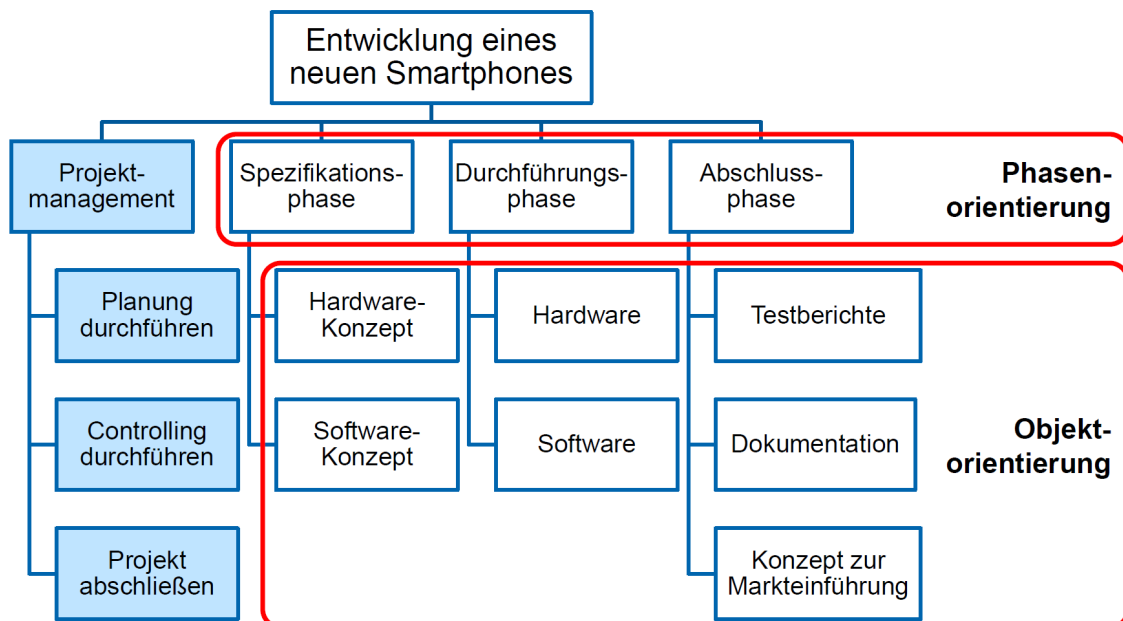 Entwicklung eines
neuen Smartphones
Projekt-
management
Spezifikations-
phase
Durchführungs-
phase
Abschluss-
phase
Phasen-
orientierung
Planung
durchführen
Hardware-
Konzept
Hardware
Testberichte
Controlling
durchführen
Software-
Konzept
Software
Dokumentation
Objekt-
orientierung
Projekt
abschließen
Konzept zur
Markteinführung